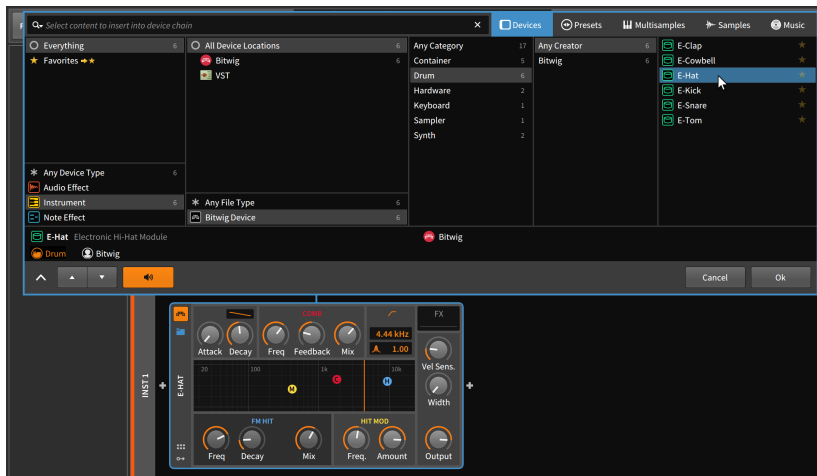 Select content to insert into device chain
Devices
Presets
Multisamples
Samples
Music
Everything 6
Favorites
Any Device Type 6
Audio Effect
Instrument 6
Note Effect
All Device Locations 6
Bitwig 6
VST
Any File Type 6
Bitwig Device 6
Any Category 17
Container 5
Drum 6
Hardware 2
Keyboard 1
Sampler 1
Synth 2
Any Creator 6
Bitwig 6
E-Clap
E-Cowbell
E-Hat
E-Kick
E-Snare
E-Tom
E-Hat Electronic Hi-Hat Module
Bitwig
Drum Bitwig
Cancel
Ok
INST 1
E-HAT
COMB
FX
4.44 kHz
1.00
Attack Decay Freq Feedback Mix
Vel Sens.
20 100 1k 10k
M C H
Width
FM HIT
HIT MOD
Freq Decay Mix Freq. Amount Output